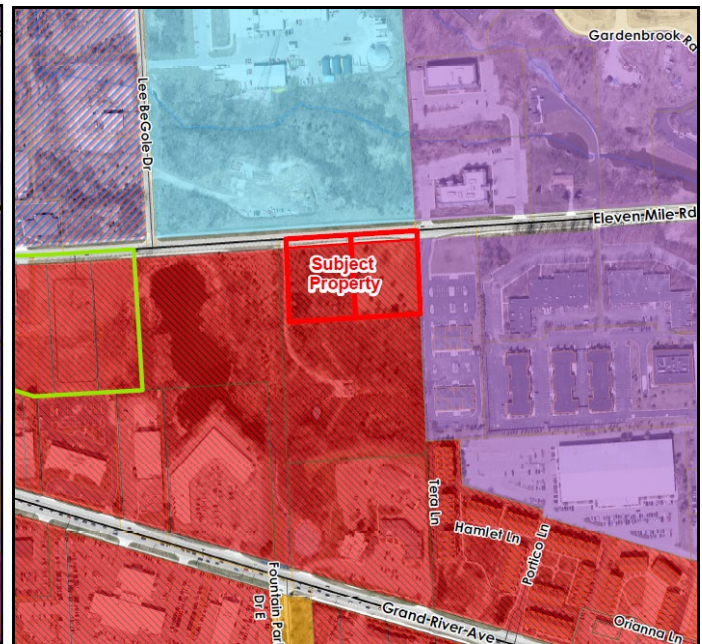 Gardenbrook Rd
Lee BeGole Dr
Eleven Mile Rd
Subject
Property
Tera Ln
Hamlet Ln
Portico Ln
Fountain Park
Dr E
Grand River Ave
Orianna Ln